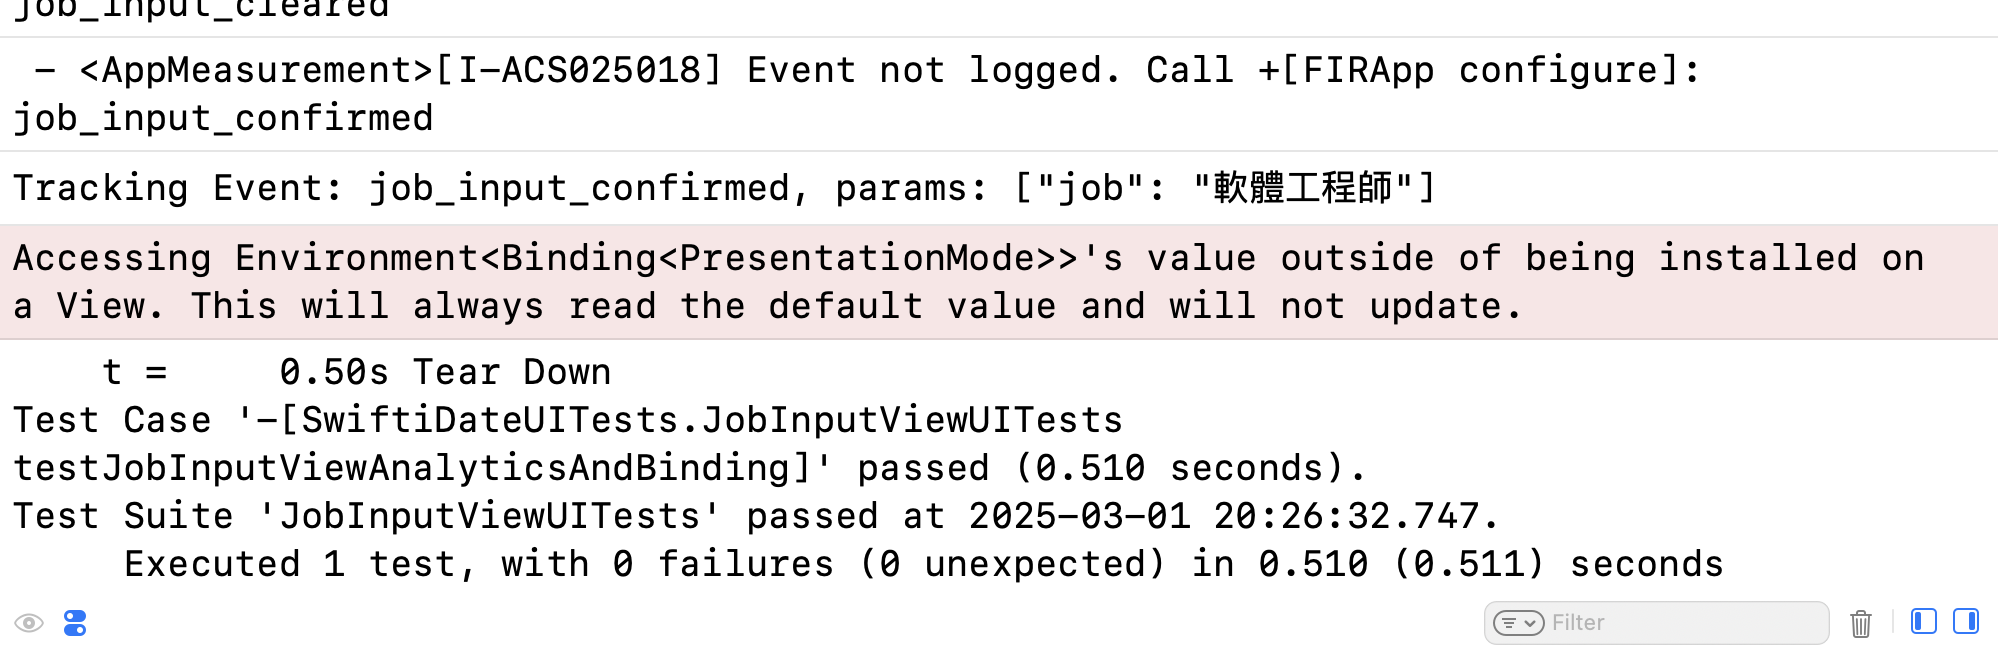 job_input_cleared
- <AppMeasurement>[I-ACS025018] Event not logged. Call +[FIRApp configure]:
job_input_confirmed
Tracking Event: job_input_confirmed, params: ["job": "軟體工程師"]
Accessing Environment<Binding<PresentationMode>>'s value outside of being installed on
a View. This will always read the default value and will not update.
t =     0.50s Tear Down
Test Case '-[SwiftiDateUITests.JobInputViewUITests
testJobInputViewAnalyticsAndBinding]' passed (0.510 seconds).
Test Suite 'JobInputViewUITests' passed at 2025-03-01 20:26:32.747.
Executed 1 test, with 0 failures (0 unexpected) in 0.510 (0.511) seconds
Filter